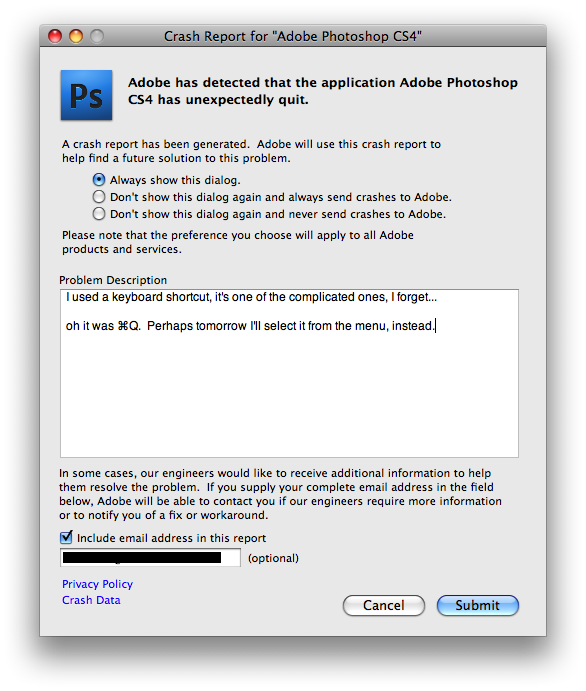 Crash Report for "Adobe Photoshop CS4"
Ps
Adobe has detected that the application Adobe Photoshop
CS4 has unexpectedly quit.
A crash report has been generated.  Adobe will use this crash report to
help find a future solution to this problem.
Always show this dialog.
Don't show this dialog again and always send crashes to Adobe.
Don't show this dialog again and never send crashes to Adobe.
Please note that the preference you choose will apply to all Adobe
products and services.
Problem Description
I used a keyboard shortcut, it's one of the complicated ones, I forget...
oh it was ⌘Q.  Perhaps tomorrow I'll select it from the menu, instead.
In some cases, our engineers would like to receive additional information to help
them resolve the problem.  If you supply your complete email address in the field
below, Adobe will be able to contact you if our engineers require more information
or to notify you of a fix or workaround.
Include email address in this report
(optional)
Privacy Policy
Crash Data
Cancel
Submit